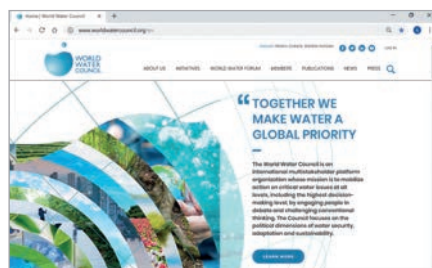 Home | World Water Council
www.worldwatercouncil.org/en
LOG IN
WORLD
WATER
COUNCIL
ABOUT US INITIATIVES WORLD WATER FORUM MEMBERS PUBLICATIONS NEWS PRESS
“ TOGETHER WE
MAKE WATER A
GLOBAL PRIORITY
The World Water Council is an
international multistakeholder platform
organization whose mission is to mobilize
action on critical water issues at all
levels, including the highest decision-
making level, by engaging people in
debate and challenging conventional
thinking. The Council focuses on the
political dimensions of water security,
adaptation and sustainability.
LEARN MORE